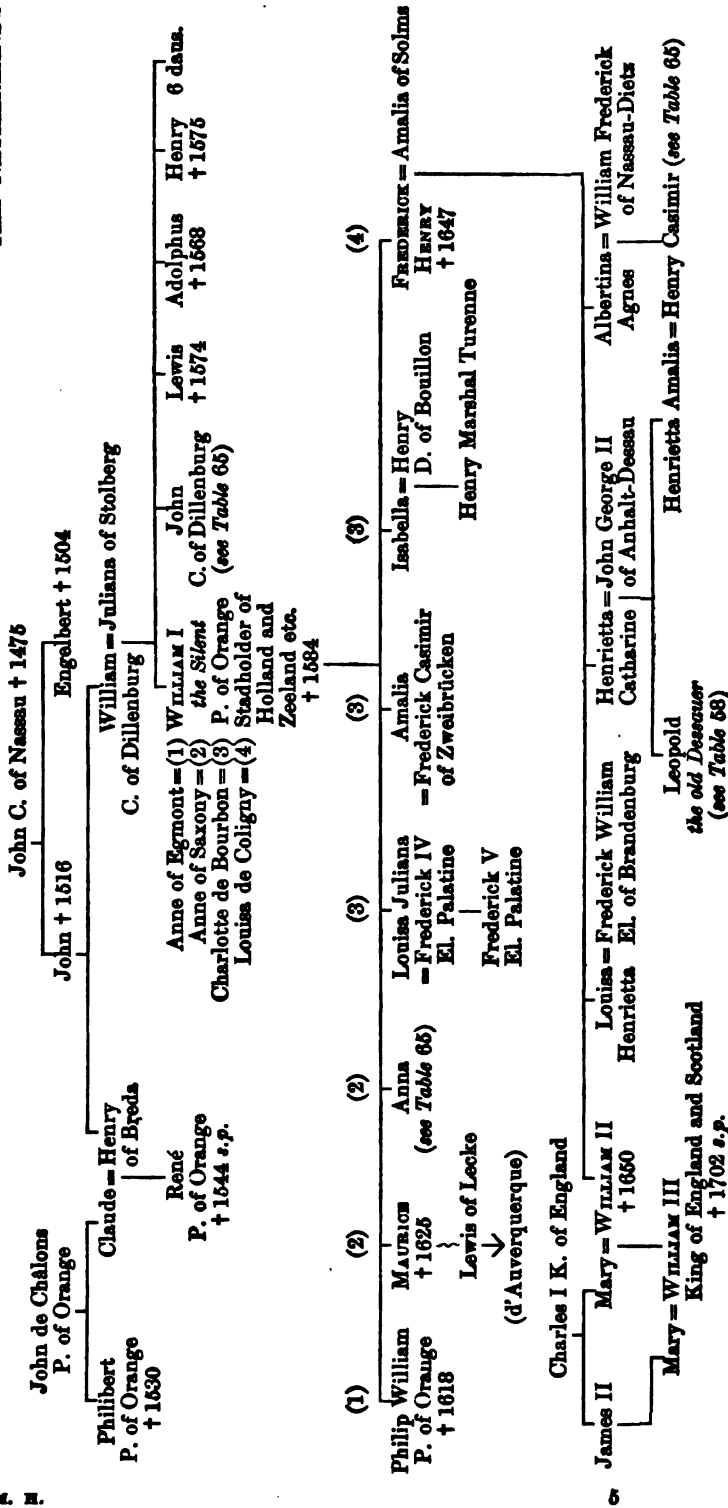 John C. of Nassau † 1475
John † 1516
Engelbert † 1504
John de Châlons
P. of Orange
Philibert
P. of Orange
† 1530
Claude = Henry
of Breda
René
P. of Orange
† 1544 s.p.
William = Juliana of Stolberg
C. of Dillenburg
Anne of Egmont = (1)
Anne of Saxony = (2)
Charlotte de Bourbon = (3)
Louisa de Coligny = (4)
WILLIAM I
the Silent
P. of Orange
Stadholder of
Holland and
Zeeland etc.
† 1584
John
C. of Dillenburg
(see Table 65)
Lewis
† 1574
Adolphus
† 1568
Henry
† 1575
6 daus.
(1)
Philip William
P. of Orange
† 1618
(2)
MAURICE
† 1625
Lewis of Lecke
(d'Auverquerque)
(2)
Anna
(see Table 65)
(3)
Louisa Juliana
= Frederick IV
El. Palatine
Frederick V
El. Palatine
(3)
Amalia
= Frederick Casimir
of Zweibrücken
(3)
Isabella = Henry
D. of Bouillon
Henry Marshal Turenne
(4)
FREDERICK = Amalia of Solms
HENRY
† 1647
Charles I K. of England
James II
Mary = WILLIAM II
† 1650
Mary = WILLIAM III
King of England and Scotland
† 1702 s.p.
Louisa = Frederick William
Henrietta El. of Brandenburg
Henrietta = John George II
Catharine of Anhalt-Dessau
Leopold
the old Dessauer
(see Table 58)
Albertina = William Frederick
Agnes of Nassau-Dietz
Henrietta Amalia = Henry Casimir (see Table 65)
H.
5